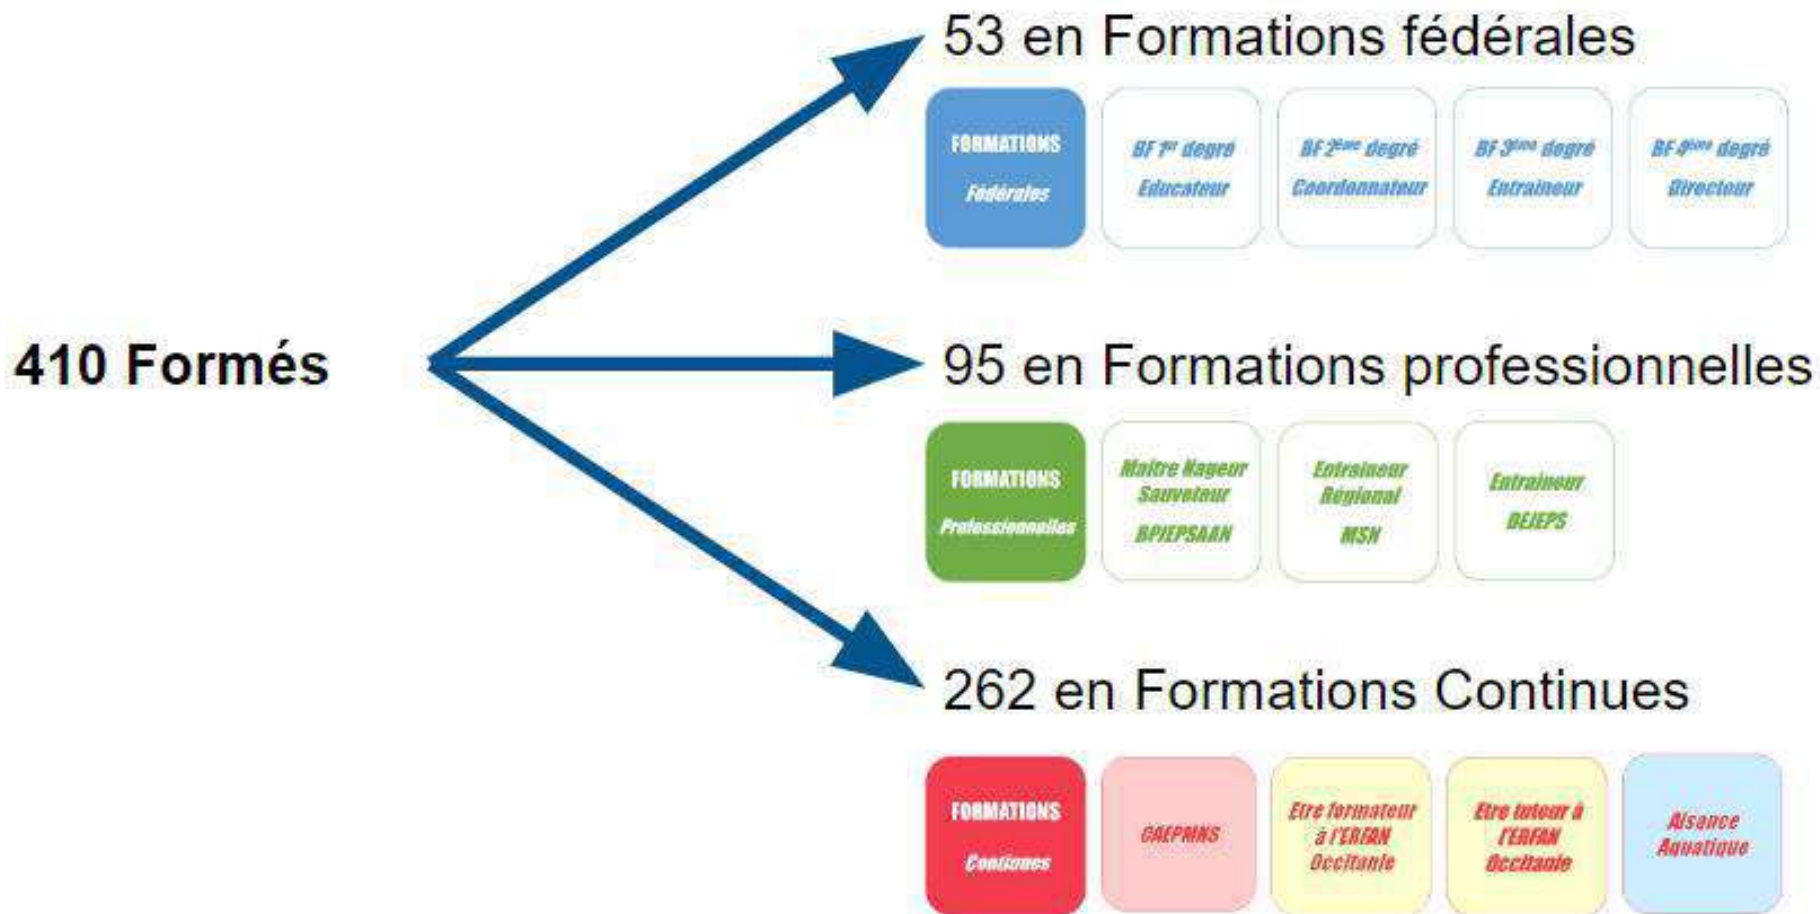 53 en Formations fédérales
FORMATIONS
Fédérales
BF 1er degré
Educateur
BF 2ème degré
Coordonnateur
BF 3ème degré
Entraineur
BF 4ème degré
Directeur
410 Formés
95 en Formations professionnelles
FORMATIONS
Professionnelles
Maître Nageur
Sauveteur
BPJEPSAAN
Entraineur
Régional
MSN
Entraineur
DEJEPS
262 en Formations Continues
FORMATIONS
Continues
CAEPMNS
Etre formateur
à l'ERFAN
Occitanie
Etre tuteur à
l'ERFAN
Occitanie
Aisance
Aquatique